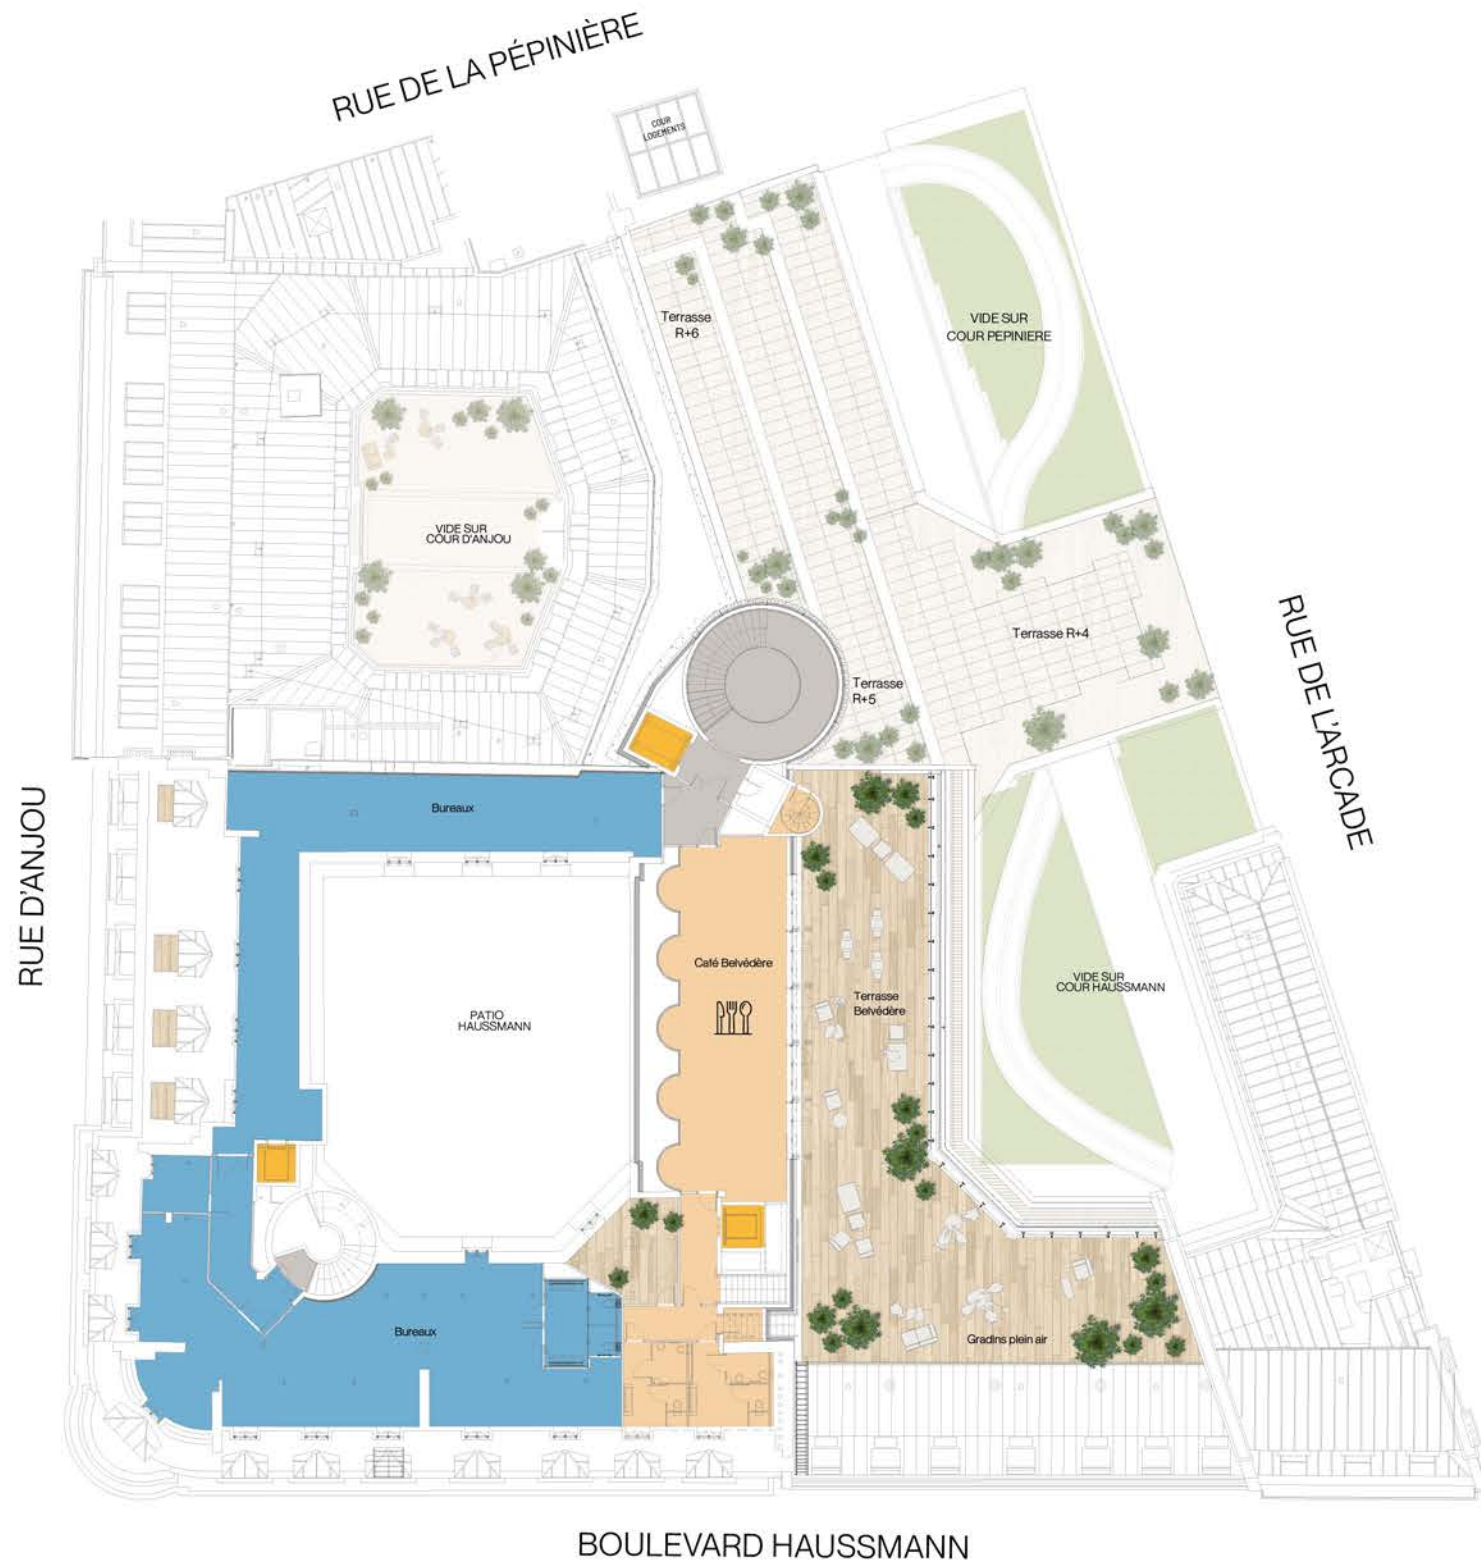 RUE DE LA PÉPINIÈRE
COUR
LOGEMENTS
Terrasse
R+6
VIDE SUR
COUR PEPINIERE
VIDE SUR
COUR D'ANJOU
Terrasse R+4
Terrasse
R+5
RUE DE L'ARCADE
RUE D'ANJOU
Bureaux
Café Belvédère
Terrasse
Belvédère
VIDE SUR
COUR HAUSSMANN
PATIO
HAUSSMANN
Bureaux
Gradins plein air
BOULEVARD HAUSSMANN